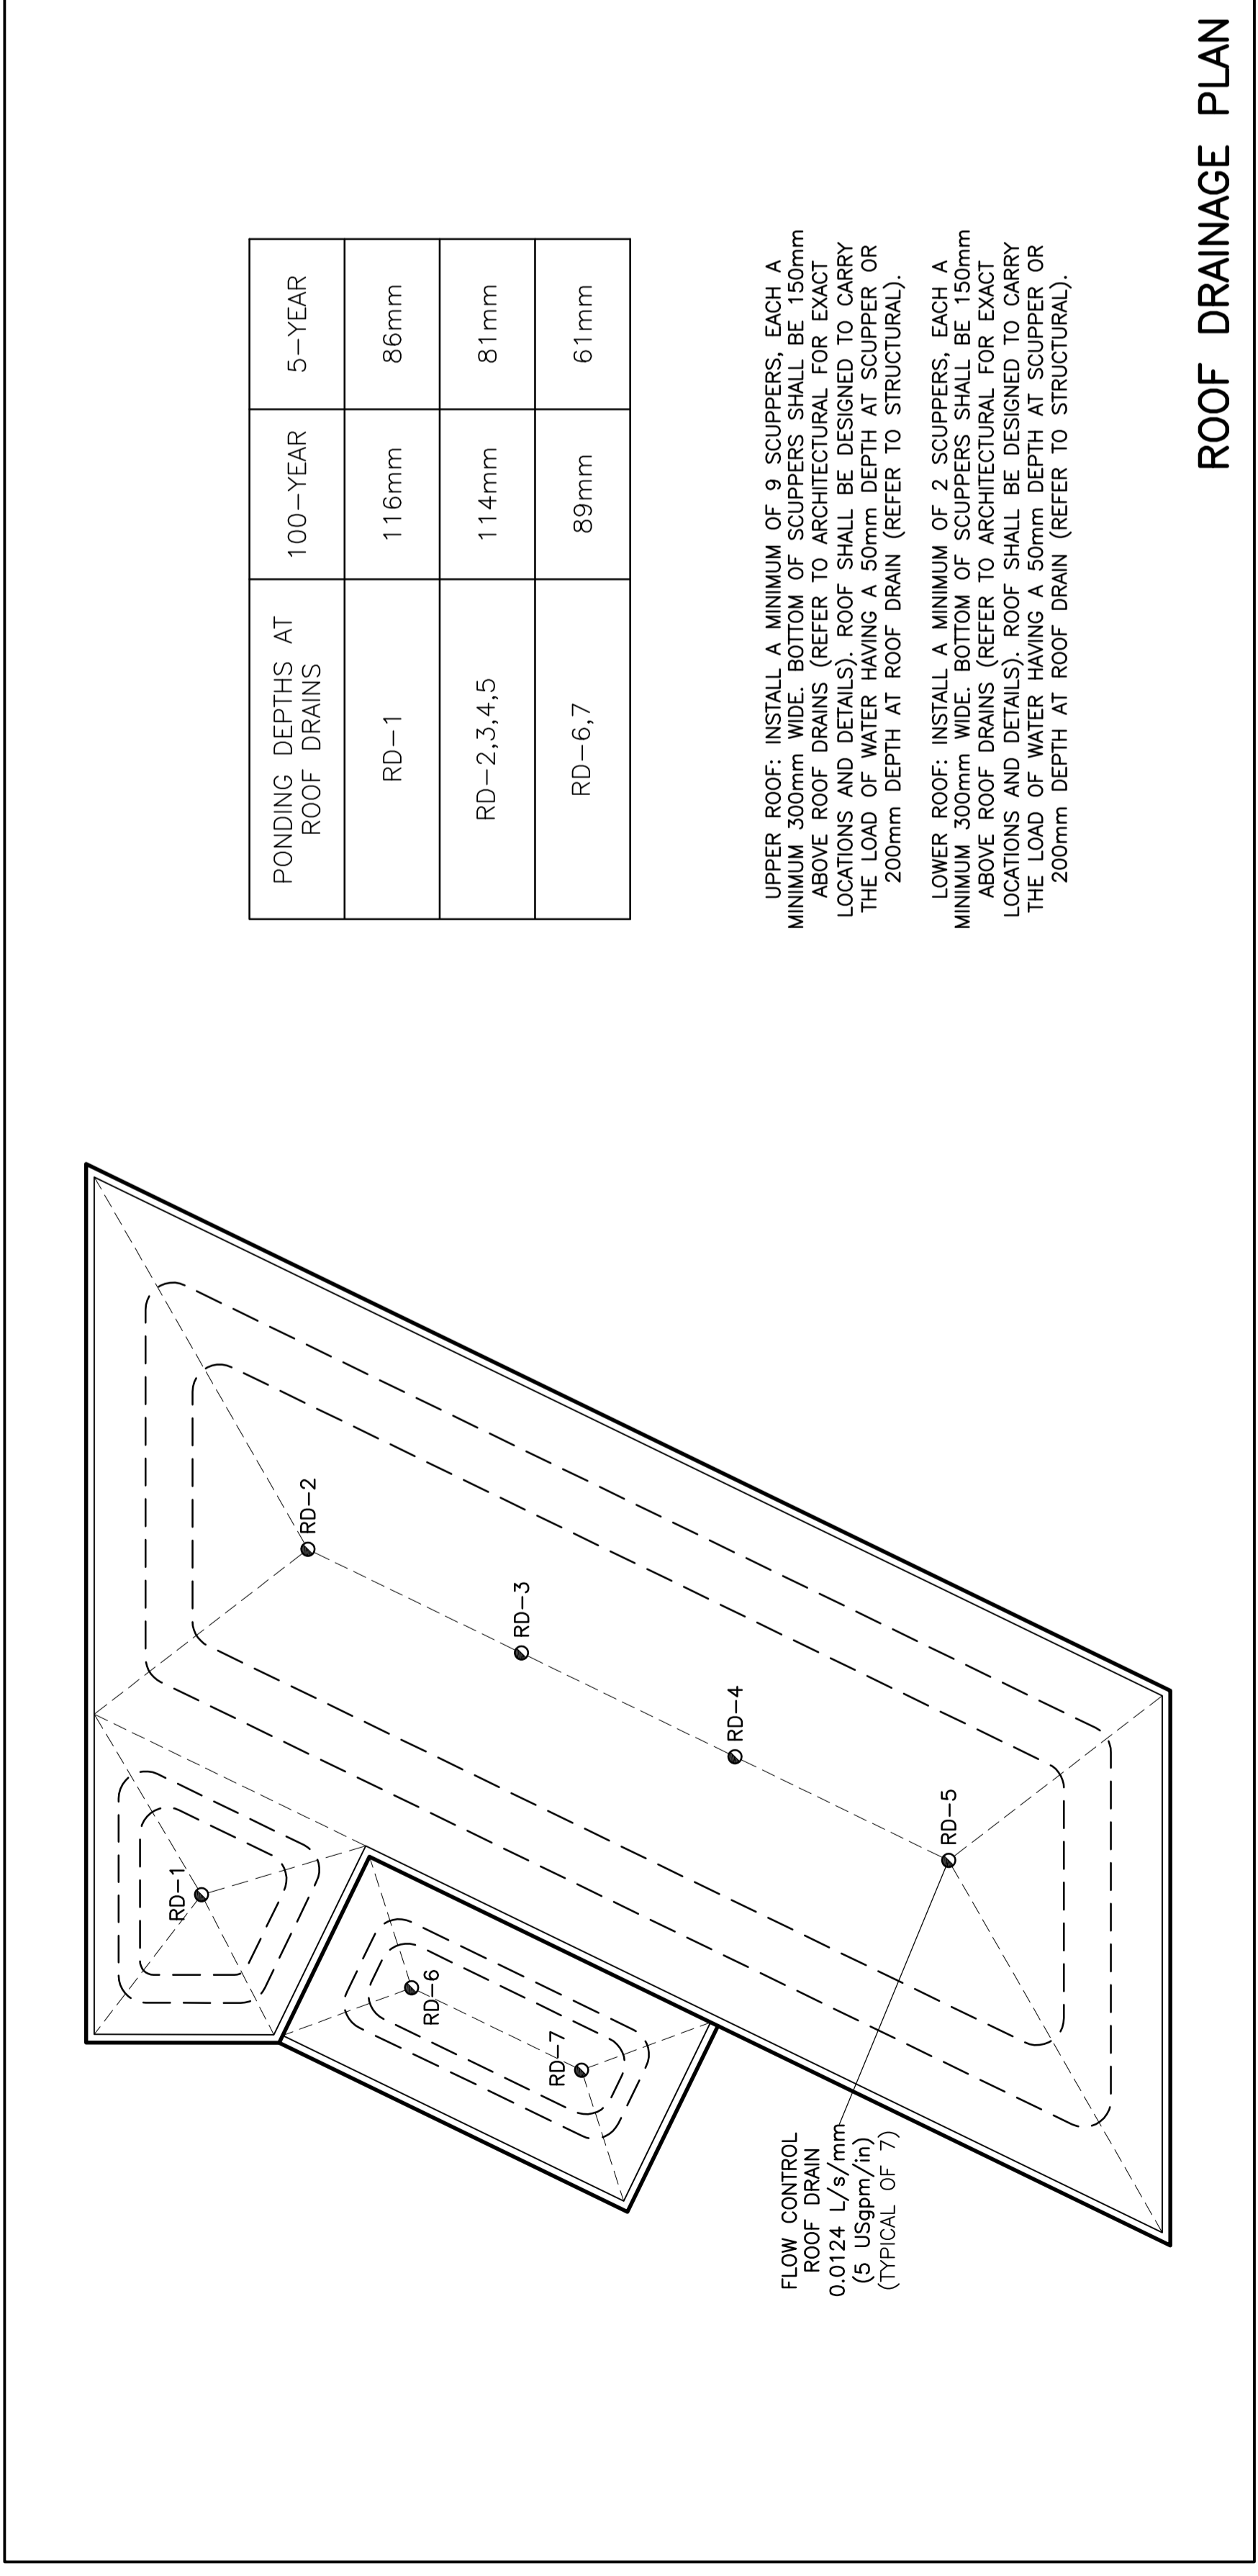 RD-1
RD-2
RD-3
RD-4
RD-5
RD-6
RD-7
FLOW CONTROL
ROOF DRAIN
0.0124 L/s/mm
(5 USgpm/in)
(TYPICAL OF 7)
PONDING DEPTHS AT
ROOF DRAINS
100-YEAR
5-YEAR
RD-1
116mm
86mm
RD-2,3,4,5
114mm
81mm
RD-6,7
89mm
61mm
UPPER ROOF: INSTALL A MINIMUM OF 9 SCUPPERS, EACH A
MINIMUM 300mm WIDE. BOTTOM OF SCUPPERS SHALL BE 150mm
ABOVE ROOF DRAINS (REFER TO ARCHITECTURAL FOR EXACT
LOCATIONS AND DETAILS). ROOF SHALL BE DESIGNED TO CARRY
THE LOAD OF WATER HAVING A 50mm DEPTH AT SCUPPER OR
200mm DEPTH AT ROOF DRAIN (REFER TO STRUCTURAL).
LOWER ROOF: INSTALL A MINIMUM OF 2 SCUPPERS, EACH A
MINIMUM 300mm WIDE. BOTTOM OF SCUPPERS SHALL BE 150mm
ABOVE ROOF DRAINS (REFER TO ARCHITECTURAL FOR EXACT
LOCATIONS AND DETAILS). ROOF SHALL BE DESIGNED TO CARRY
THE LOAD OF WATER HAVING A 50mm DEPTH AT SCUPPER OR
200mm DEPTH AT ROOF DRAIN (REFER TO STRUCTURAL).
ROOF DRAINAGE PLAN